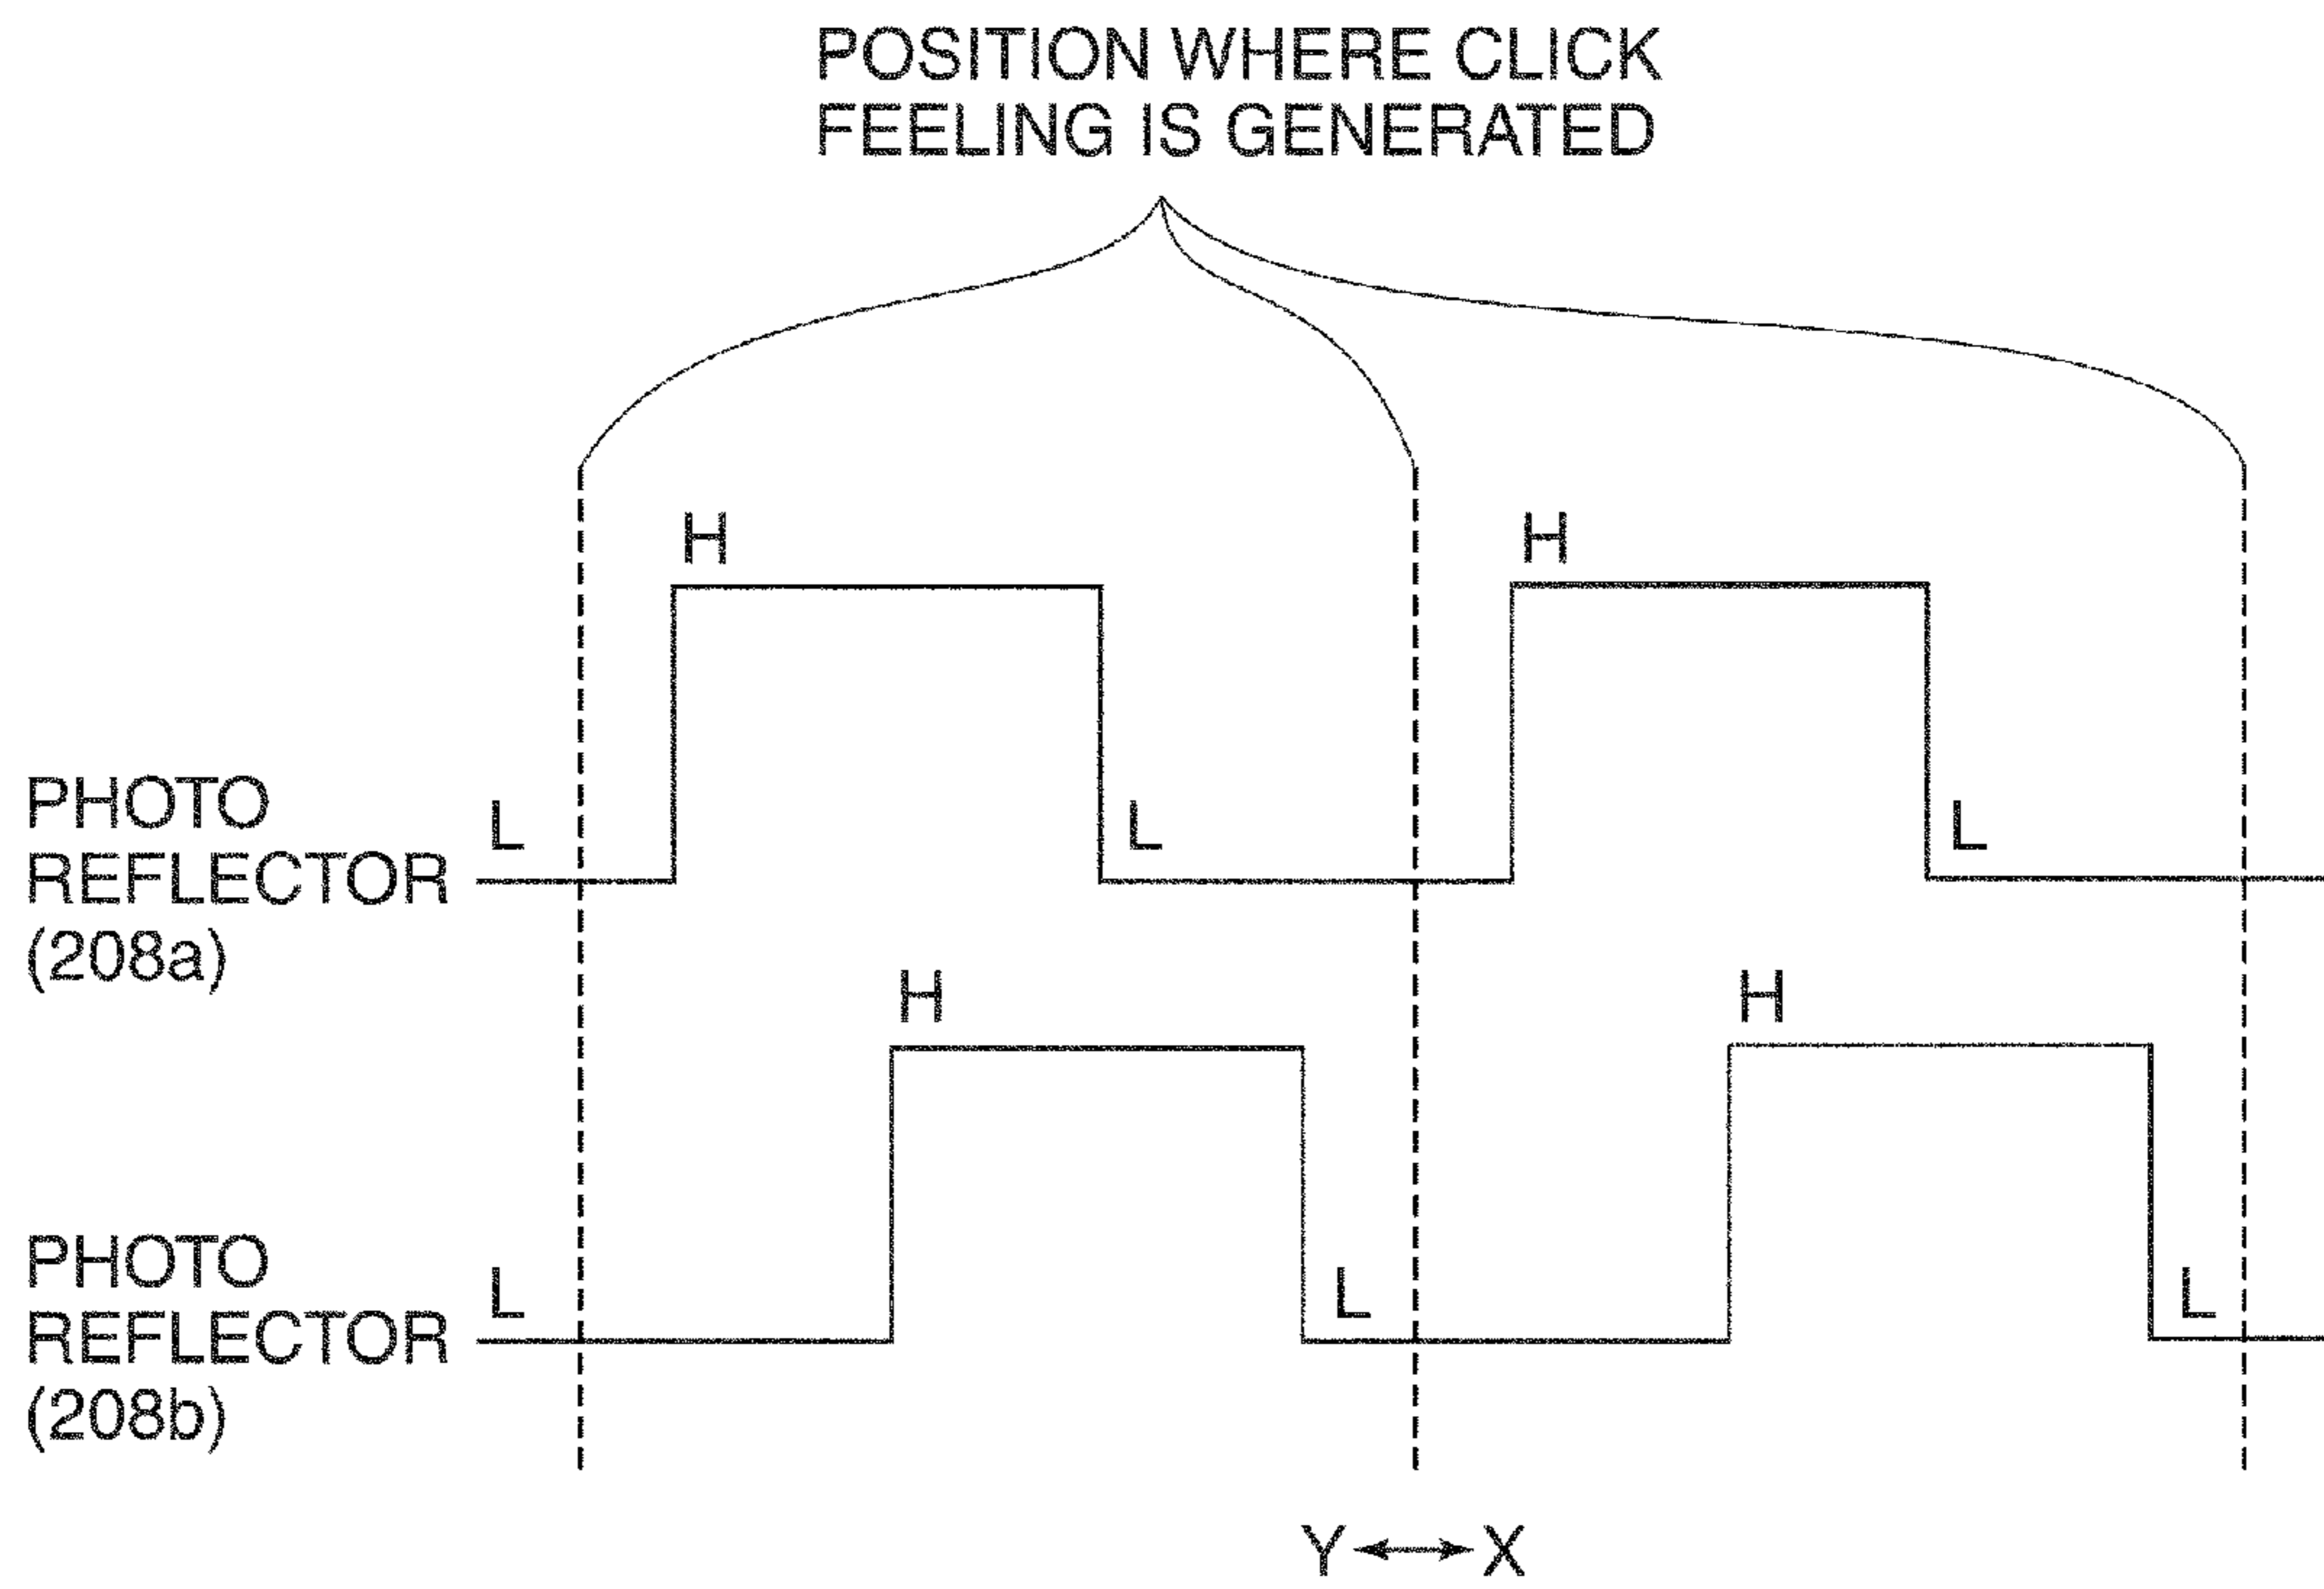 POSITION WHERE CLICK
FEELING IS GENERATED
H
H
PHOTO
REFLECTOR
(208a)
L
L
L
H
H
PHOTO
REFLECTOR
(208b)
L
L
L
Y
X